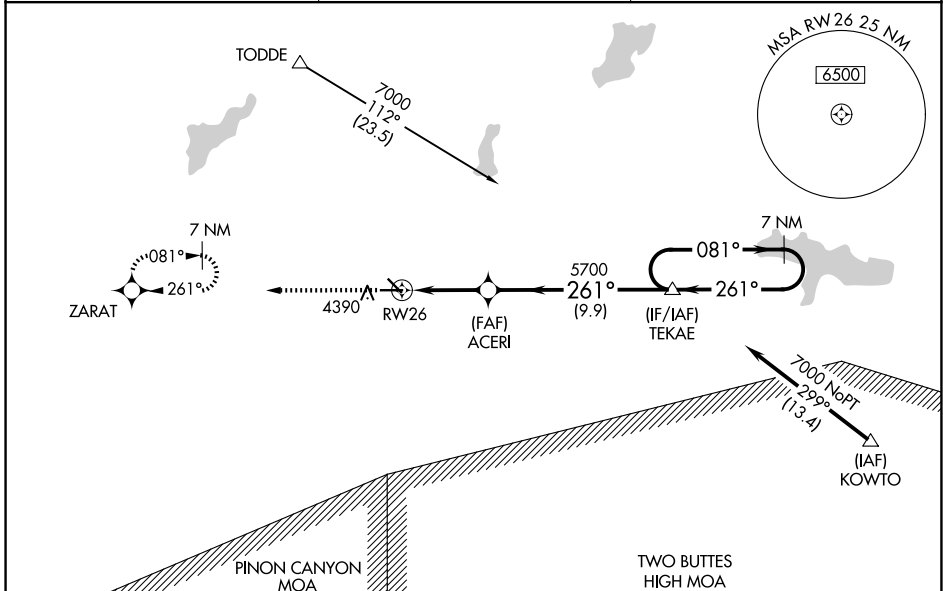 MSA RW 26 25 NM
6500
TODDE
7000
112°
(23.5)
7 NM
081°
261°
ZARAT
4390
RW26
(FAF)
ACERI
5700
261°
(9.9)
7 NM
081°
261°
(IF/IAF)
TEKAE
7000 NoPT
299°
(13.4)
(IAF)
KOWTO
PINON CANYON
MOA
TWO BUTTES
HIGH MOA